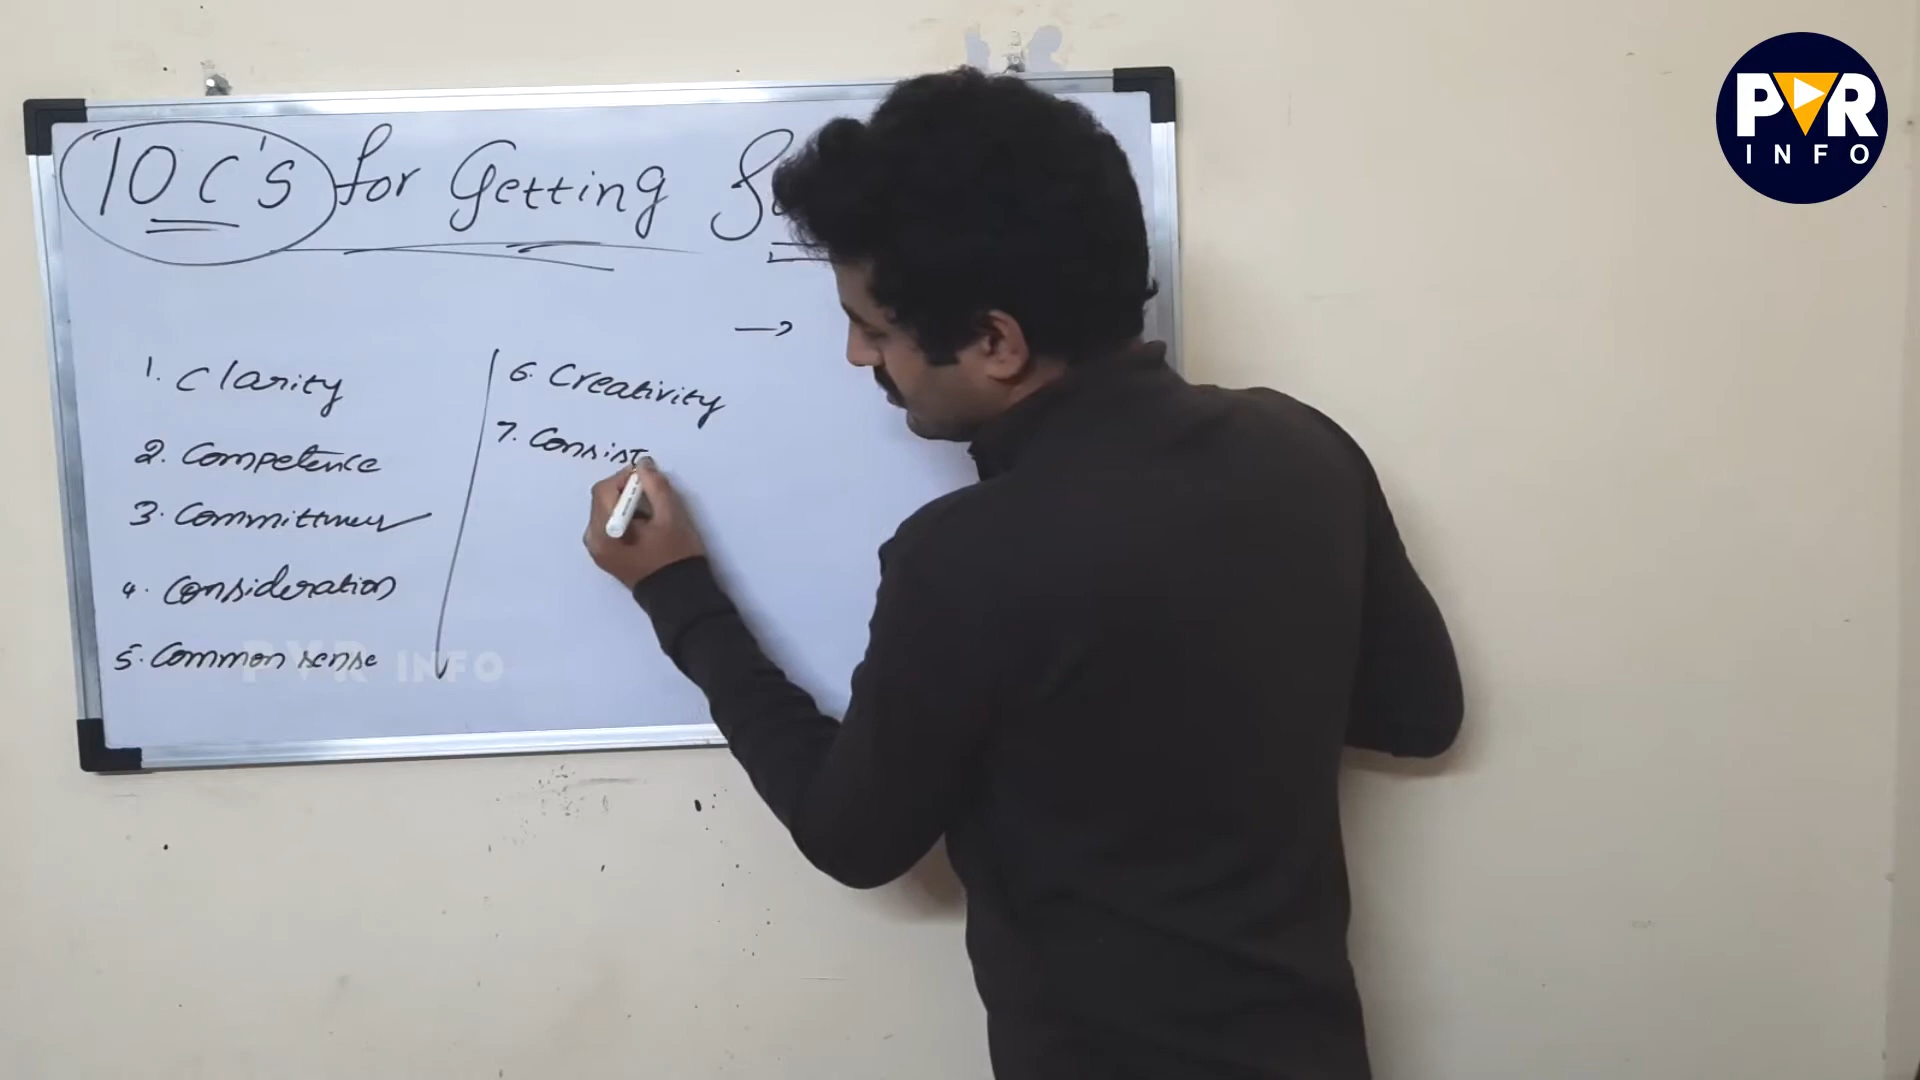 10 C's for Getting
1. Clarity
2. Competence
3. Committmen
4. Consideration
5. Common sense
6. Creativity
7. Consist
PVR
INFO
PVR INFO